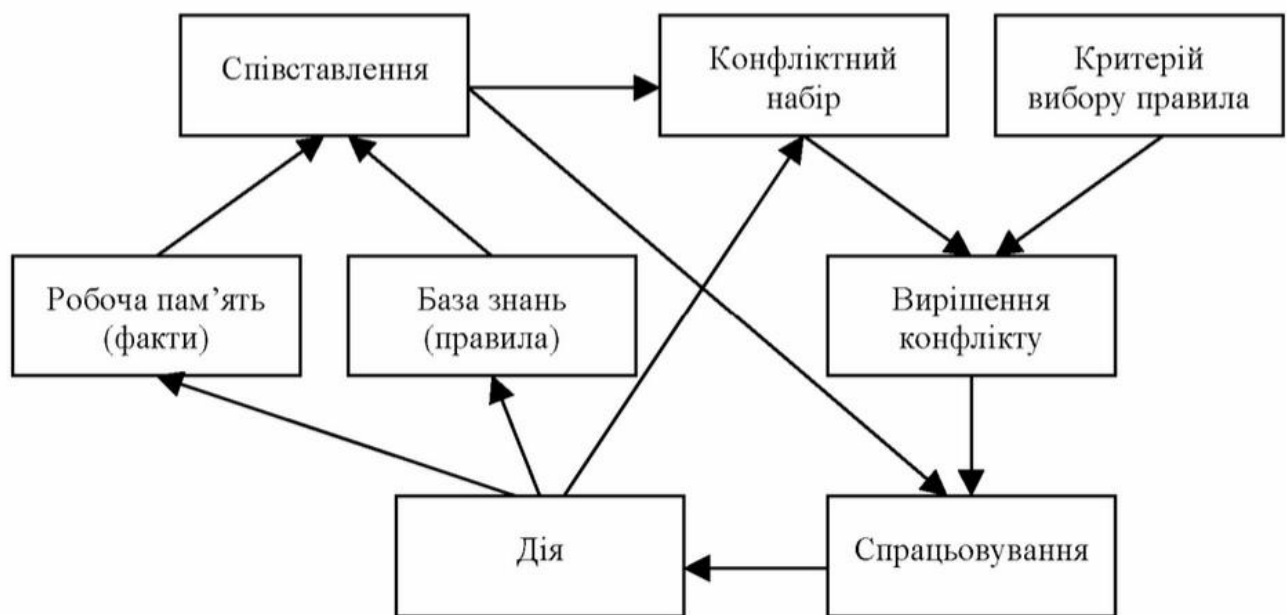 Співставлення
Конфліктний
набір
Критерій
вибору правила
Робоча пам’ять
(факти)
База знань
(правила)
Вирішення
конфлікту
Дія
Спрацьовування